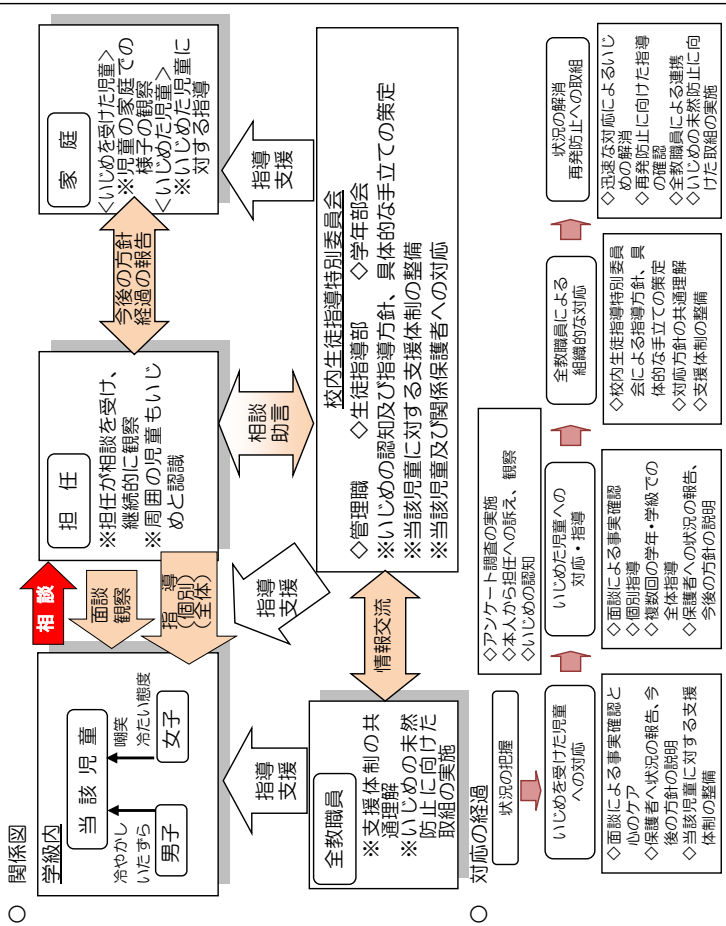 ○ 関係図
学級内
当該児童
冷やかし
いたずら
嘲笑
冷たい態度
男子
女子
相談
面談
観察
指導
(個別)
(全体)
担任
※担任が相談を受け、
継続的に観察
※周囲の児童もいじ
めと認識
今後の方針
経過の報告
家庭
<いじめを受けた児童>
※児童の家庭での
様子の観察
<いじめた児童>
※いじめた児童に
対する指導
指導
支援
指導
支援
相談
助言
指導
支援
全教職員
※支援体制の共
通理解
※いじめの未然
防止に向けた
取組の実施
情報交流
校内生徒指導特別委員会
◇管理職 ◇生徒指導部 ◇学年部会
※いじめの認知及び指導方針、具体的な手立ての策定
※当該児童に対する支援体制の整備
※当該児童及び関係保護者への対応
○ 対応の経過
状況の把握
◇アンケート調査の実施
◇本人から担任への訴え、観察
◇いじめの認知
いじめを受けた児童
への対応
◇面談による事実確認と
心のケア
◇保護者へ状況の報告、今
後の方針の説明
◇当該児童に対する支援
体制の整備
いじめた児童への
対応・指導
◇面談による事実確認
◇個別指導
◇複数回の学年・学級での
全体指導
◇保護者への状況の報告、
今後の方針の説明
全教職員による
組織的な対応
◇校内生徒指導特別委員
会による指導方針、具
体的な手立ての策定
◇対応方針の共通理解
◇支援体制の整備
状況の解消
再発防止への取組
◇迅速な対応によるいじ
めの解消
◇再発防止に向けた指導
の確認
◇全教職員による連携
◇いじめの未然防止に向
けた取組の実施